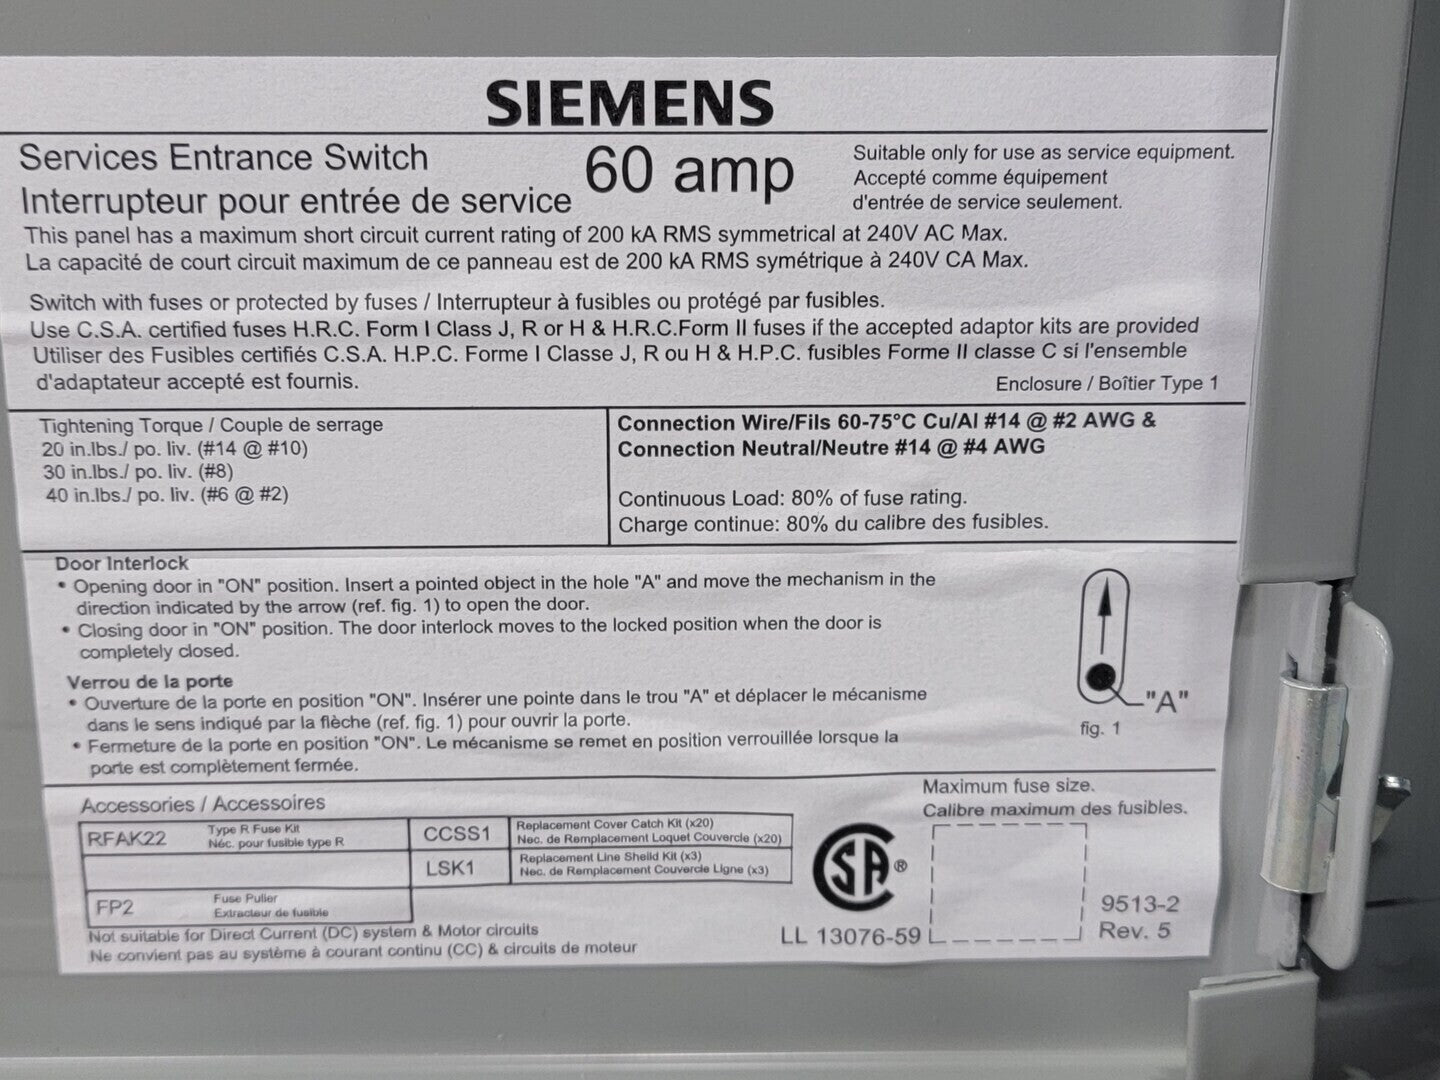 SIEMENS
Services Entrance Switch
Interrupteur pour entrée de service
60 amp
Suitable only for use as service equipment.
Accepté comme équipement
d'entrée de service seulement.
This panel has a maximum short circuit current rating of 200 kA RMS symmetrical at 240V AC Max.
La capacité de court circuit maximum de ce panneau est de 200 kA RMS symétrique à 240V CA Max.
Switch with fuses or protected by fuses / Interrupteur à fusibles ou protégé par fusibles.
Use C.S.A. certified fuses H.R.C. Form I Class J, R or H & H.R.C.Form II fuses if the accepted adaptor kits are provided
Utiliser des Fusibles certifiés C.S.A. H.P.C. Forme I Classe J, R ou H & H.P.C. fusibles Forme II classe C si l'ensemble
d'adaptateur accepté est fournis.
Enclosure / Boîtier Type 1
Tightening Torque / Couple de serrage
20 in.lbs./ po. liv. (#14 @ #10)
30 in.lbs./ po. liv. (#8)
40 in.lbs./ po. liv. (#6 @ #2)
Connection Wire/Fils 60-75°C Cu/Al #14 @ #2 AWG &
Connection Neutral/Neutre #14 @ #4 AWG
Continuous Load: 80% of fuse rating.
Charge continue: 80% du calibre des fusibles.
Door Interlock
• Opening door in "ON" position. Insert a pointed object in the hole "A" and move the mechanism in the
direction indicated by the arrow (ref. fig. 1) to open the door.
• Closing door in "ON" position. The door interlock moves to the locked position when the door is
completely closed.
Verrou de la porte
• Ouverture de la porte en position "ON". Insérer une pointe dans le trou "A" et déplacer le mécanisme
dans le sens indiqué par la flèche (ref. fig. 1) pour ouvrir la porte.
• Fermeture de la porte en position "ON". Le mécanisme se remet en position verrouillée lorsque la
porte est complètement fermée.
"A"
fig. 1
Accessories / Accessoires
RFAK22
Type R Fuse Kit
Néc. pour fusible type R
CCSS1
Replacement Cover Catch Kit (x20)
Nec. de Remplacement Loquet Couvercle (x20)
LSK1
Replacement Line Sheild Kit (x3)
Nec. de Remplacement Couvercle Ligne (x3)
FP2
Fuse Puller
Extracteur de fusible
Not suitable for Direct Current (DC) system & Motor circuits
Ne convient pas au système à courant continu (CC) & circuits de moteur
SA®
LL 13076-59
Maximum fuse size.
Calibre maximum des fusibles.
9513-2
Rev. 5